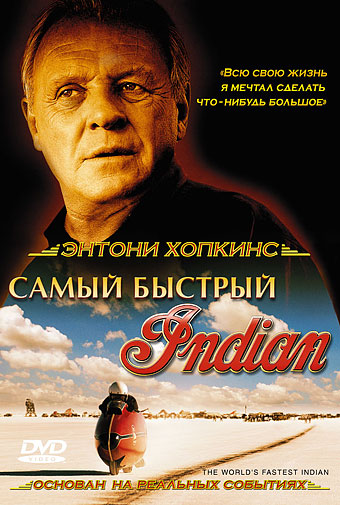 «Всю свою жизнь
я мечтал сделать
что-нибудь большое»
ЭНТОНИ ХОПКИНС
САМЫЙ БЫСТРЫЙ
Indian
DVD
VIDEO
THE WORLD'S FASTEST INDIAN
ОСНОВАН НА РЕАЛЬНЫХ СОБЫТИЯХ